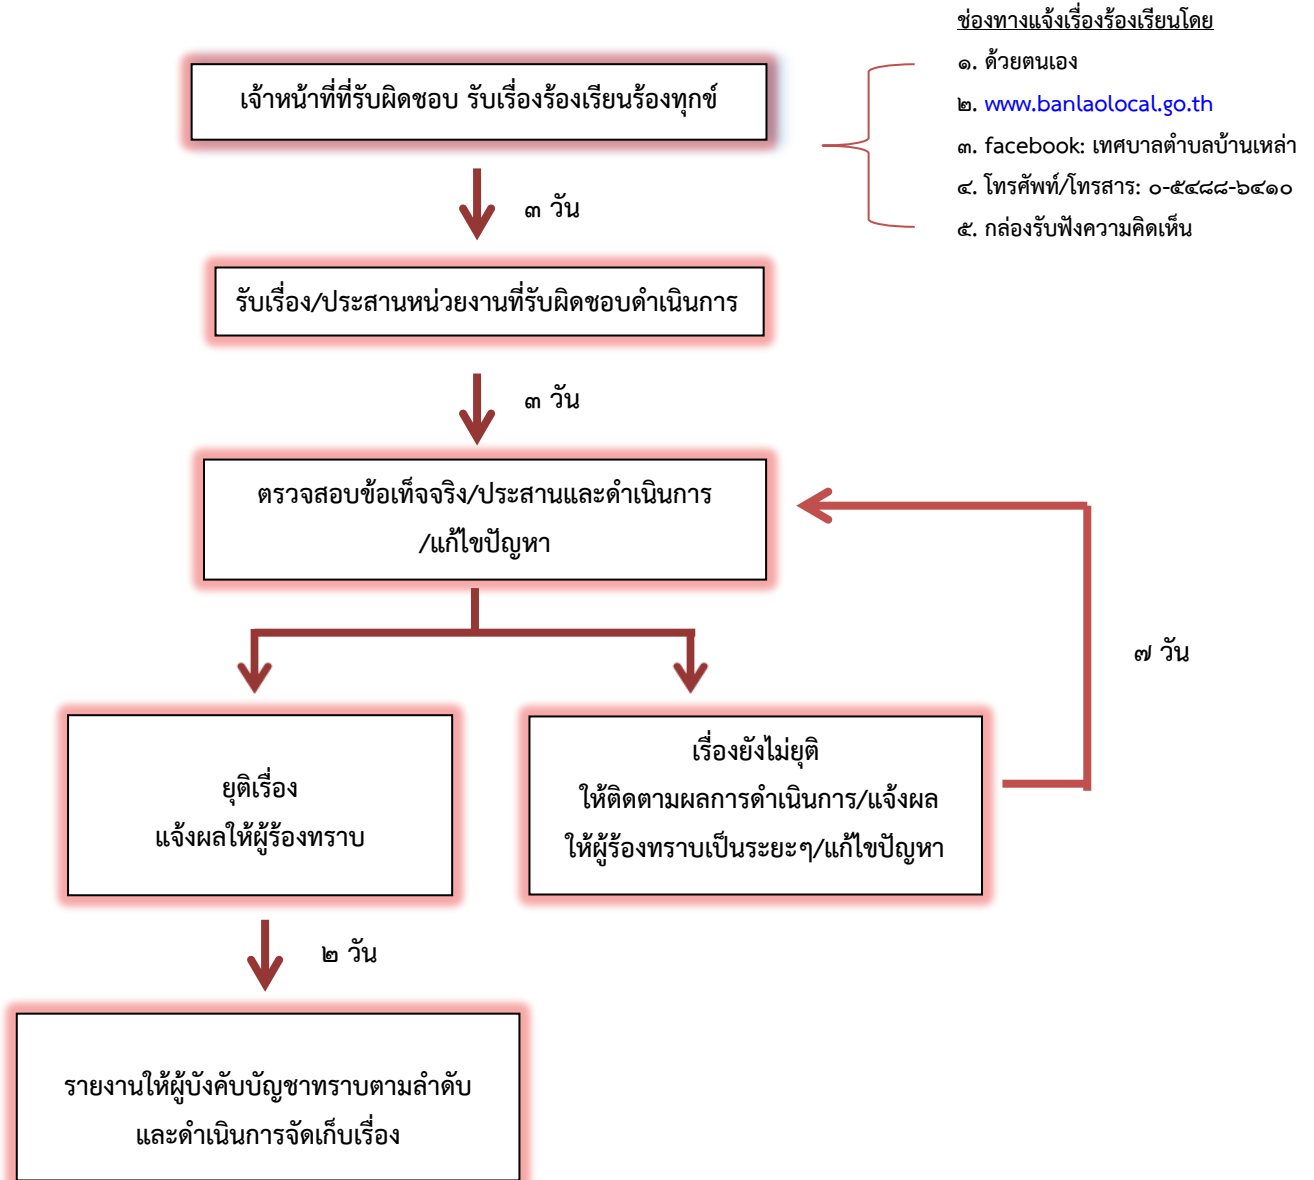 ช่องทางแจ้งเรื่องร้องเรียนโดย
๑. ด้วยตนเอง
๒. www.banlaolocal.go.th
๓. facebook: เทศบาลตำบลบ้านเหล่า
๔. โทรศัพท์/โทรสาร: ๐-๕๔๘๘-๖๔๑๐
๕. กล่องรับฟังความคิดเห็น
เจ้าหน้าที่ที่รับผิดชอบ รับเรื่องร้องเรียนร้องทุกข์
๓ วัน
รับเรื่อง/ประสานหน่วยงานที่รับผิดชอบดำเนินการ
๓ วัน
ตรวจสอบข้อเท็จจริง/ประสานและดำเนินการ
/แก้ไขปัญหา
๗ วัน
ยุติเรื่อง
แจ้งผลให้ผู้ร้องทราบ
เรื่องยังไม่ยุติ
ให้ติดตามผลการดำเนินการ/แจ้งผล
ให้ผู้ร้องทราบเป็นระยะๆ/แก้ไขปัญหา
๒ วัน
รายงานให้ผู้บังคับบัญชาทราบตามลำดับ
และดำเนินการจัดเก็บเรื่อง